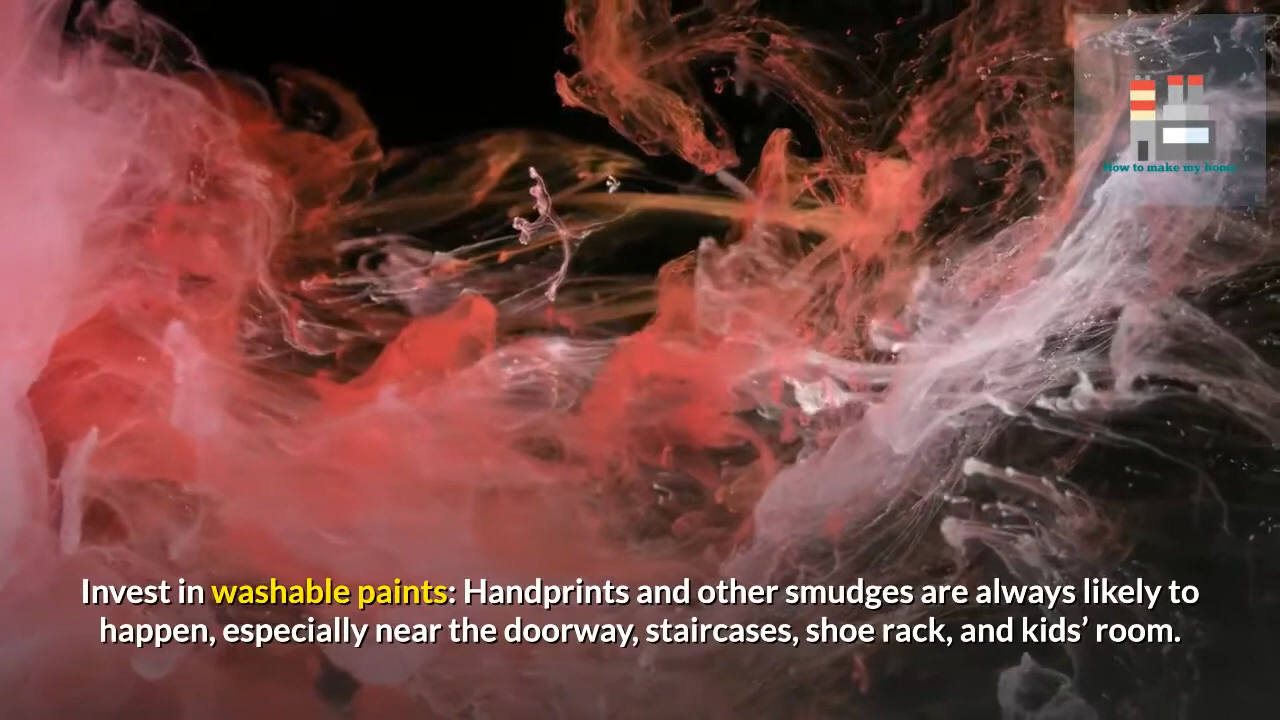 How to make my home
Invest in washable paints: Handprints and other smudges are always likely to
happen, especially near the doorway, staircases, shoe rack, and kids’ room.